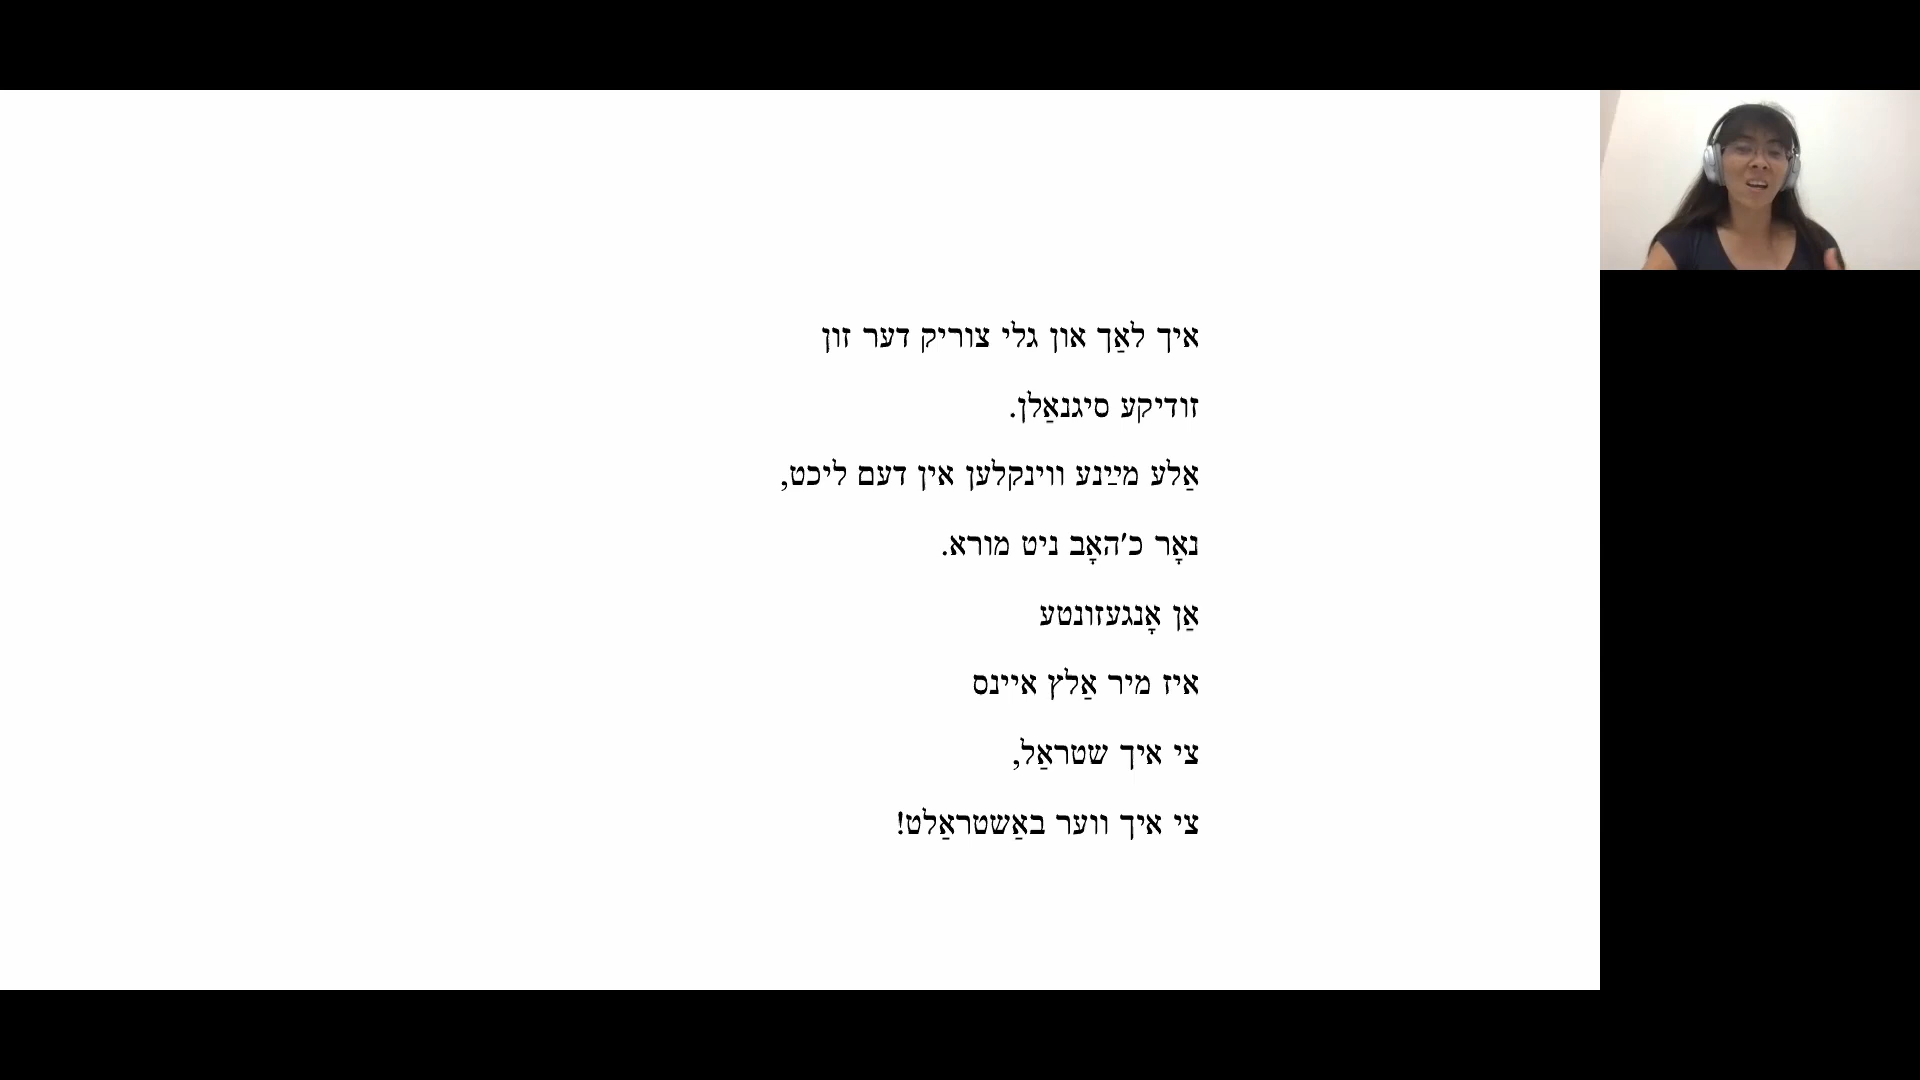 איך לאַך און גלי צוריק דער זון
זודיקע סיגנאַלן.
אַלע מײַנע ווינקלען אין דעם ליכט,
נאָר כ'האָב ניט מורא.
אַן אָנגעזונטע
איז מיר אַלץ איינס
צי איך שטראַל,
צי איך ווער באַשטראַלט!